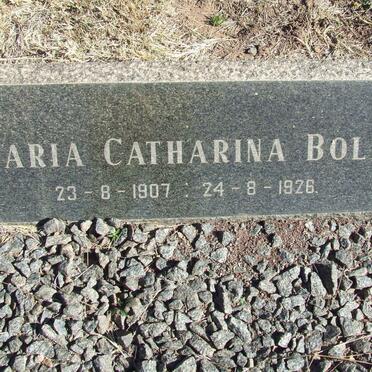 ARIA CATHARINA BOL
23-8-1907 : 24-8-1926.